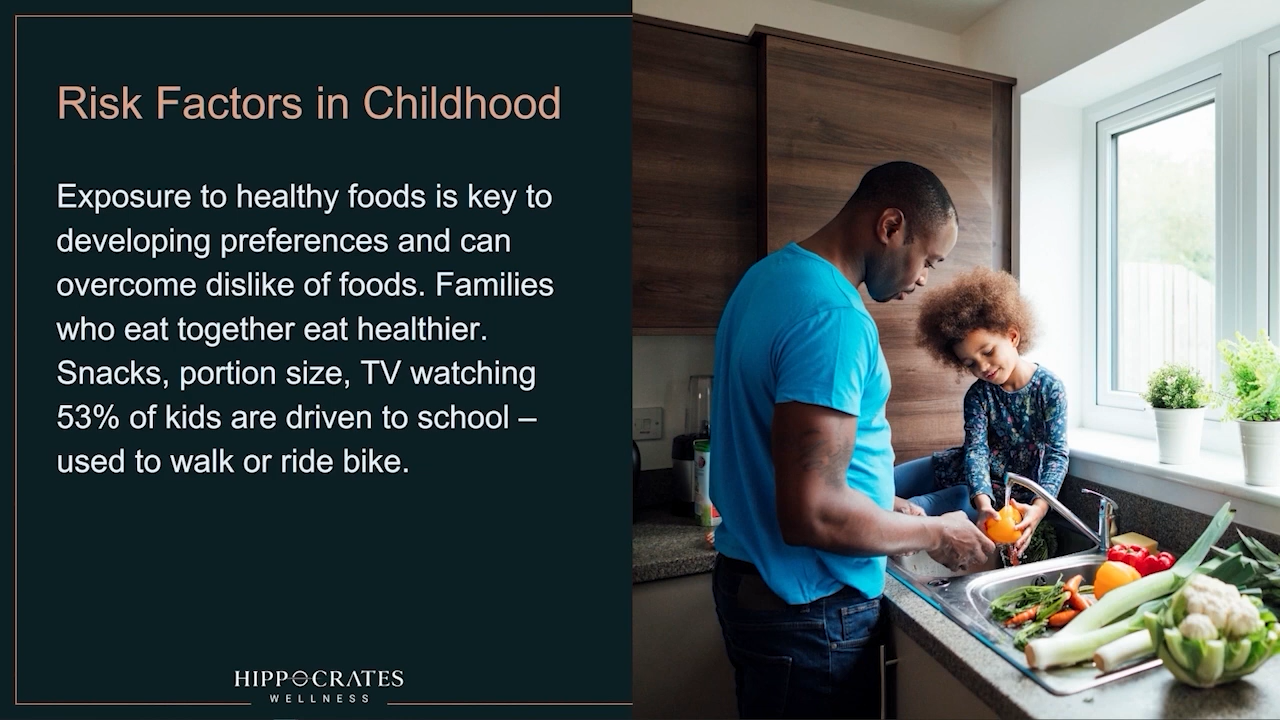 Risk Factors in Childhood
Exposure to healthy foods is key to
developing preferences and can
overcome dislike of foods. Families
who eat together eat healthier.
Snacks, portion size, TV watching
53% of kids are driven to school –
used to walk or ride bike.
HIPPOCRATES
WELLNESS